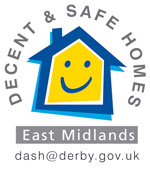 DECENT & SAFE HOMES
East Midlands
dash@derby.gov.uk